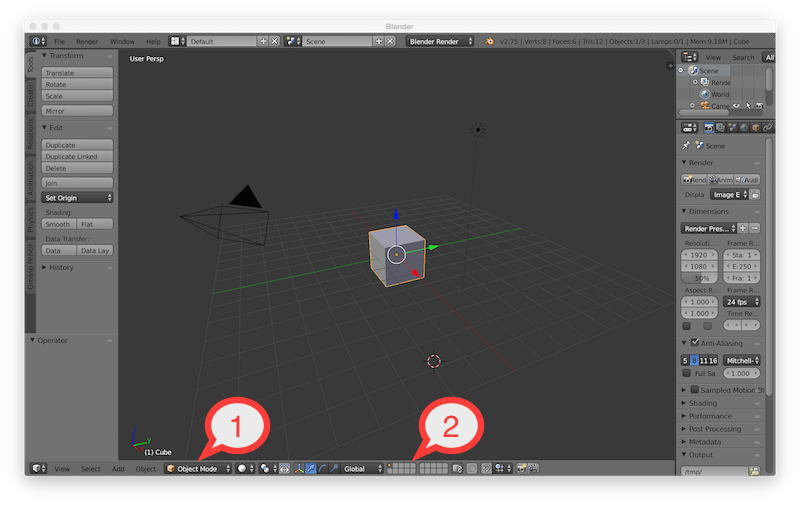 Blender
File Render Window Help Default Scene Blender Render v2.75 | Verts:8 | Faces:6 | Tris:12 | Objects:1/3 | Lamps:0/1 | Mem:9.18M | Cube
User Persp
View Search All
Tools
Create
Relations
Animation
Physics
Grease Pencil
Transform
Translate
Rotate
Scale
Mirror
Edit
Duplicate
Duplicate Linked
Delete
Join
Set Origin
Shaing:
Smooth Flat
Data Transfer:
Data Data Lay
History
Operator
Scene
Rende
World
Came
Scene
Render
Rend Anim Audi
Displa Image E
Dimensions
Render Pres...
Resoluti... Frame R...
1920 Sta: 1
1080 E:250
50% Fra: 1
Aspect R... Frame R...
1.000 24 fps
1.000 Time Re...
Anti-Aliasing
5 8 11 16 Mitchell-
Full Sa 1.000
Sampled Motion Bl
Shading
Performance
Post Processing
Metadata
Output
/tmp/
1
2
z
y
(1) Cube
View Select Add Object Object Mode Global